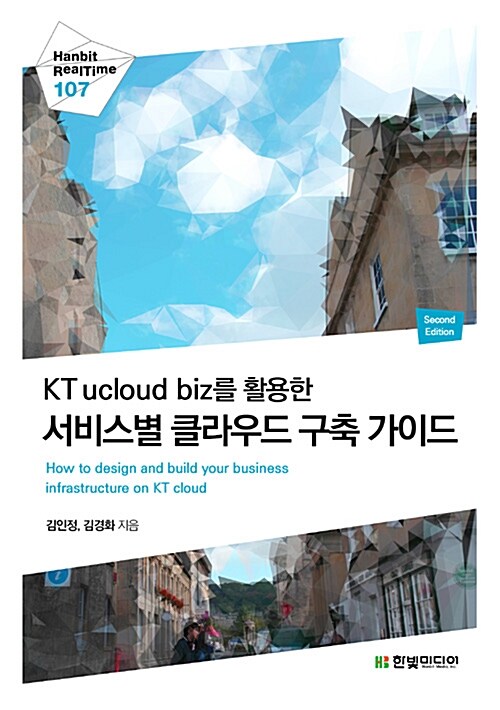 Hanbit
RealTime
107
Second
Edition
KT ucloud biz를 활용한
서비스별 클라우드 구축 가이드
How to design and build your business
infrastructure on KT cloud
김인정, 김경화 지음
i
한빛미디어